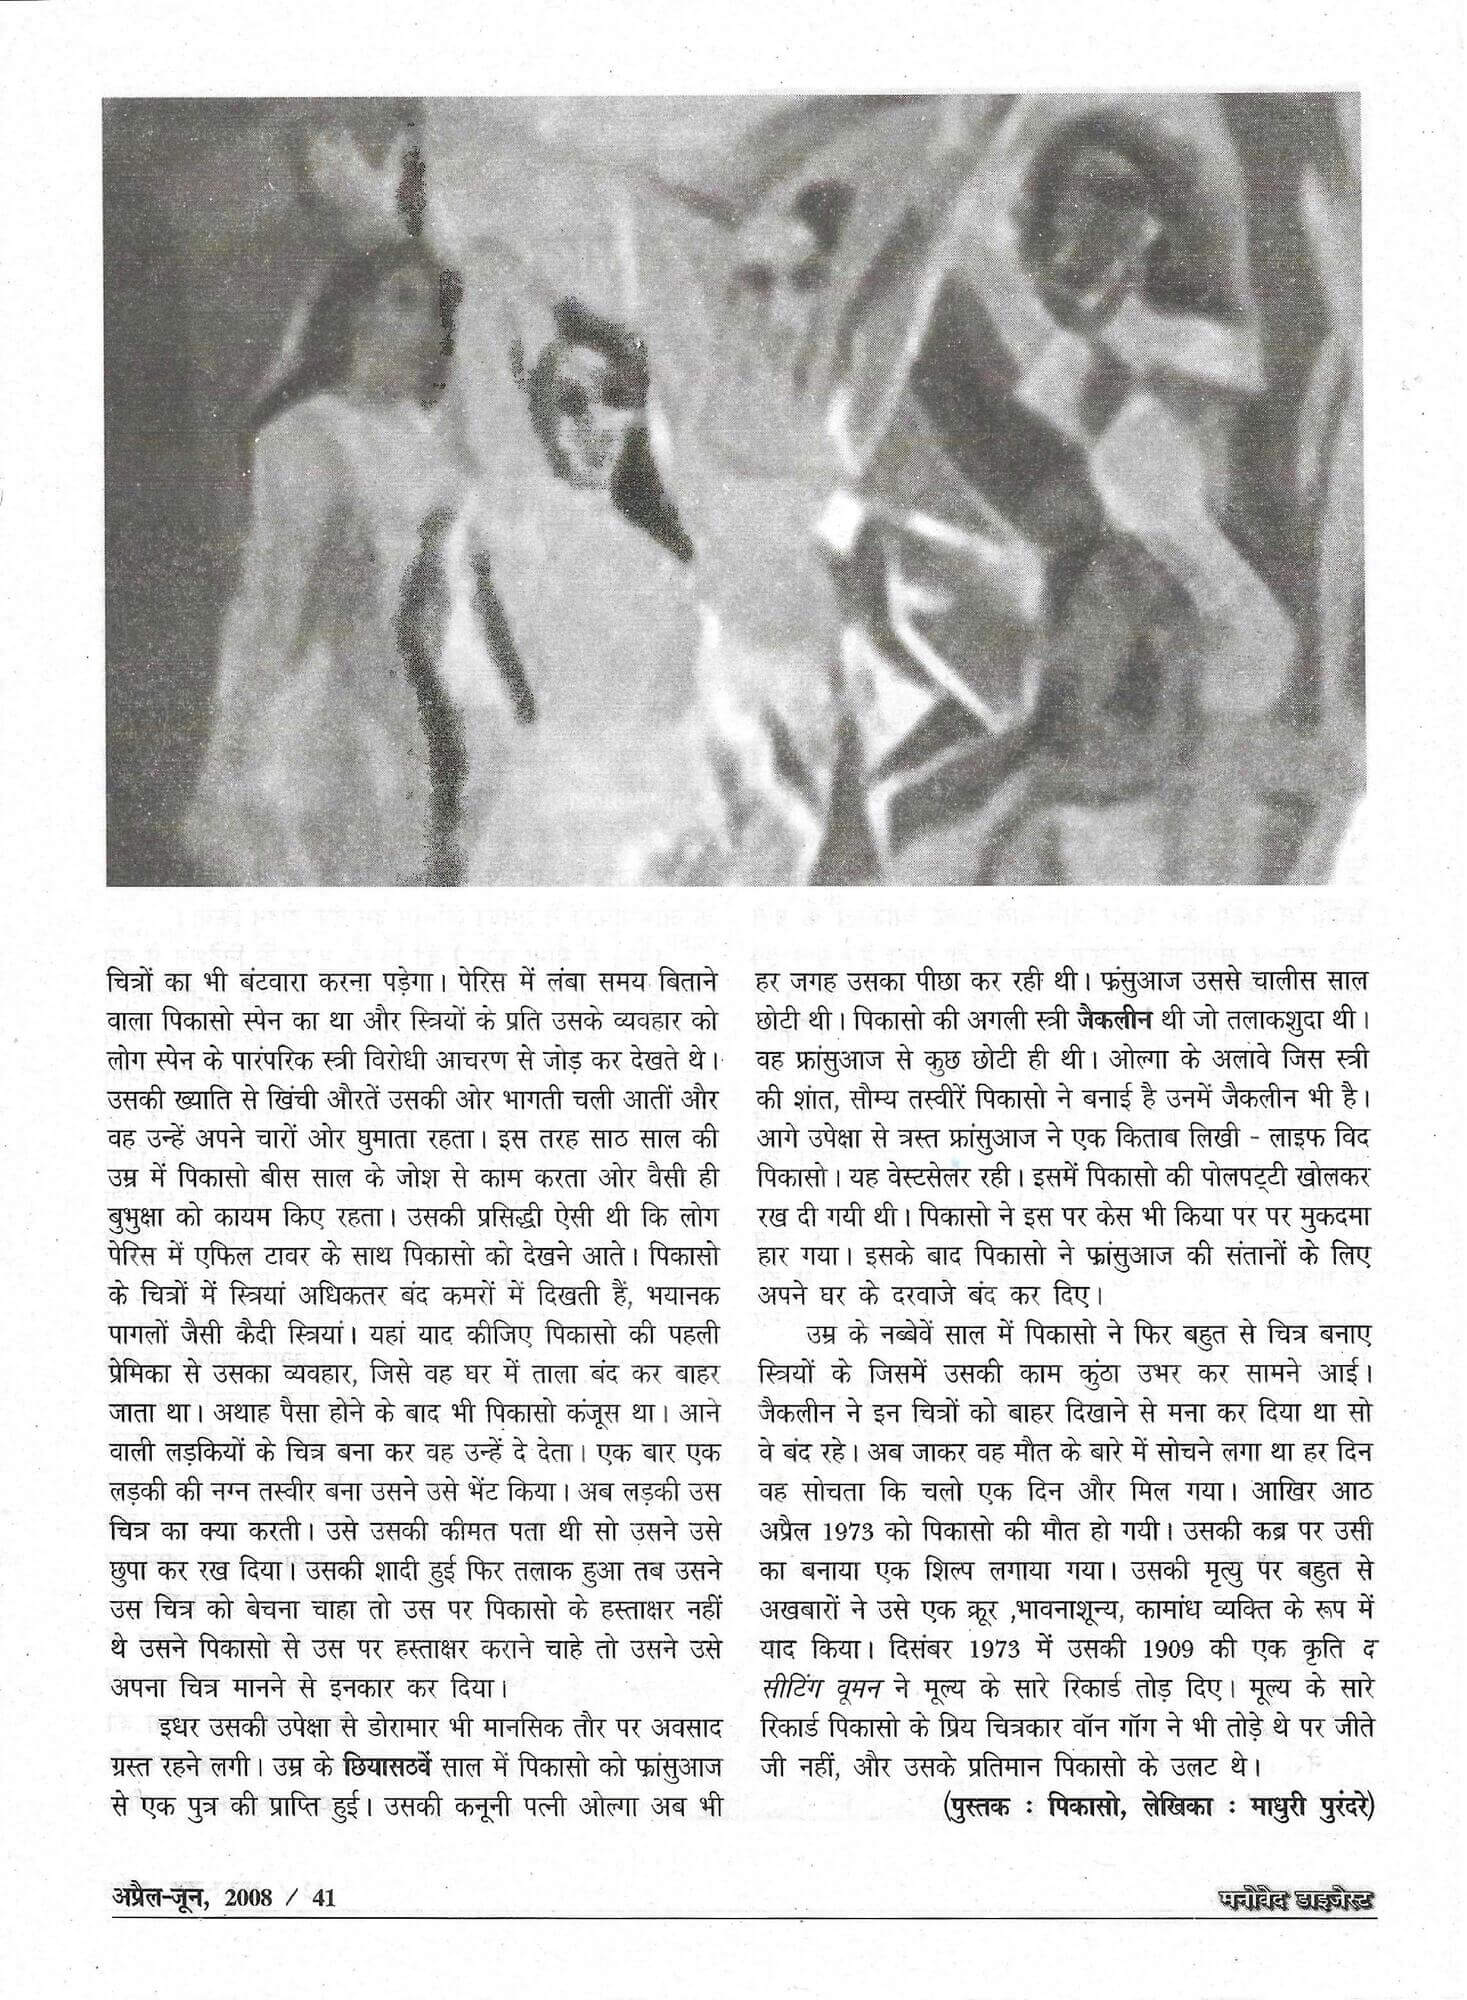 चित्रों का भी बंटवारा करना पड़ेगा। पेरिस में लंबा समय बिताने
वाला पिकासो स्पेन का था और स्त्रियों के प्रति उसके व्यवहार को
लोग स्पेन के पारंपरिक स्त्री विरोधी आचरण से जोड़ कर देखते थे।
उसकी ख्याति से खिंची औरतें उसकी ओर भागती चली आतीं और
वह उन्हें अपने चारों ओर घुमाता रहता। इस तरह साठ साल की
उम्र में पिकासो बीस साल के जोश से काम करता ओर वैसी ही
बुभुक्षा को कायम किए रहता। उसकी प्रसिद्धी ऐसी थी कि लोग
पेरिस में एफिल टावर के साथ पिकासो को देखने आते। पिकासो
के चित्रों में स्त्रियां अधिकतर बंद कमरों में दिखती हैं, भयानक
पागलों जैसी कैदी स्त्रियां। यहां याद कीजिए पिकासो की पहली
प्रेमिका से उसका व्यवहार, जिसे वह घर में ताला बंद कर बाहर
जाता था। अथाह पैसा होने के बाद भी पिकासो कंजूस था। आने
वाली लड़कियों के चित्र बना कर वह उन्हें दे देता। एक बार एक
लड़की की नग्न तस्वीर बना उसने उसे भेंट किया। अब लड़की उस
चित्र का क्या करती। उसे उसकी कीमत पता थी सो उसने उसे
छुपा कर रख दिया। उसकी शादी हुई फिर तलाक हुआ तब उसने
उस चित्र को बेचना चाहा तो उस पर पिकासो के हस्ताक्षर नहीं
थे उसने पिकासो से उस पर हस्ताक्षर कराने चाहे तो उसने उसे
अपना चित्र मानने से इनकार कर दिया।
इधर उसकी उपेक्षा से डोरामार भी मानसिक तौर पर अवसाद
ग्रस्त रहने लगी। उम्र के छियासठवें साल में पिकासो को फ्रांसुआज
से एक पुत्र की प्राप्ति हुई। उसकी कनूनी पत्नी ओल्गा अब भी
हर जगह उसका पीछा कर रही थी। फ्रंसुआज उससे चालीस साल
छोटी थी। पिकासो की अगली स्त्री जैकलीन थी जो तलाकशुदा थी।
वह फ्रांसुआज से कुछ छोटी ही थी। ओल्गा के अलावे जिस स्त्री
की शांत, सौम्य तस्वीरें पिकासो ने बनाई है उनमें जैकलीन भी है।
आगे उपेक्षा से त्रस्त फ्रांसुआज ने एक किताब लिखी - लाइफ विद
पिकासो। यह वेस्टसेलर रही। इसमें पिकासो की पोलपट्टी खोलकर
रख दी गयी थी। पिकासो ने इस पर केस भी किया पर पर मुकदमा
हार गया। इसके बाद पिकासो ने फ्रांसुआज की संतानों के लिए
अपने घर के दरवाजे बंद कर दिए।
उम्र के नब्बेवें साल में पिकासो ने फिर बहुत से चित्र बनाए
स्त्रियों के जिसमें उसकी काम कुंठा उभर कर सामने आई।
जैकलीन ने इन चित्रों को बाहर दिखाने से मना कर दिया था सो
वे बंद रहे। अब जाकर वह मौत के बारे में सोचने लगा था हर दिन
वह सोचता कि चलो एक दिन और मिल गया। आखिर आठ
अप्रैल 1973 को पिकासो की मौत हो गयी। उसकी कब्र पर उसी
का बनाया एक शिल्प लगाया गया। उसकी मृत्यु पर बहुत से
अखबारों ने उसे एक क्रूर ,भावनाशून्य, कामांध व्यक्ति के रूप में
याद किया। दिसंबर 1973 में उसकी 1909 की एक कृति द
सीटिंग वूमन ने मूल्य के सारे रिकार्ड तोड़ दिए। मूल्य के सारे
रिकार्ड पिकासो के प्रिय चित्रकार वॉन गॉग ने भी तोड़े थे पर जीते
जी नहीं, और उसके प्रतिमान पिकासो के उलट थे।
(पुस्तक : पिकासो, लेखिका : माधुरी पुरंदरे)
अप्रैल-जून, 2008 / 41
मनोवेद डाइजेस्ट